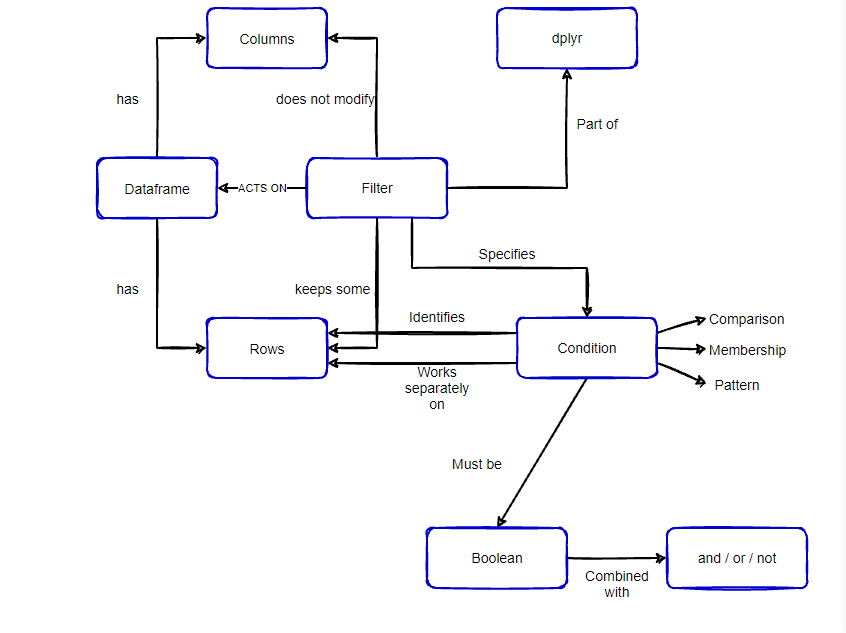 Columns
dplyr
has
does not modify
Part of
Dataframe
ACTS ON
Filter
Specifies
has
keeps some
Identifies
Comparison
Rows
Condition
Membership
Works
separately
on
Pattern
Must be
Boolean
and / or / not
Combined
with